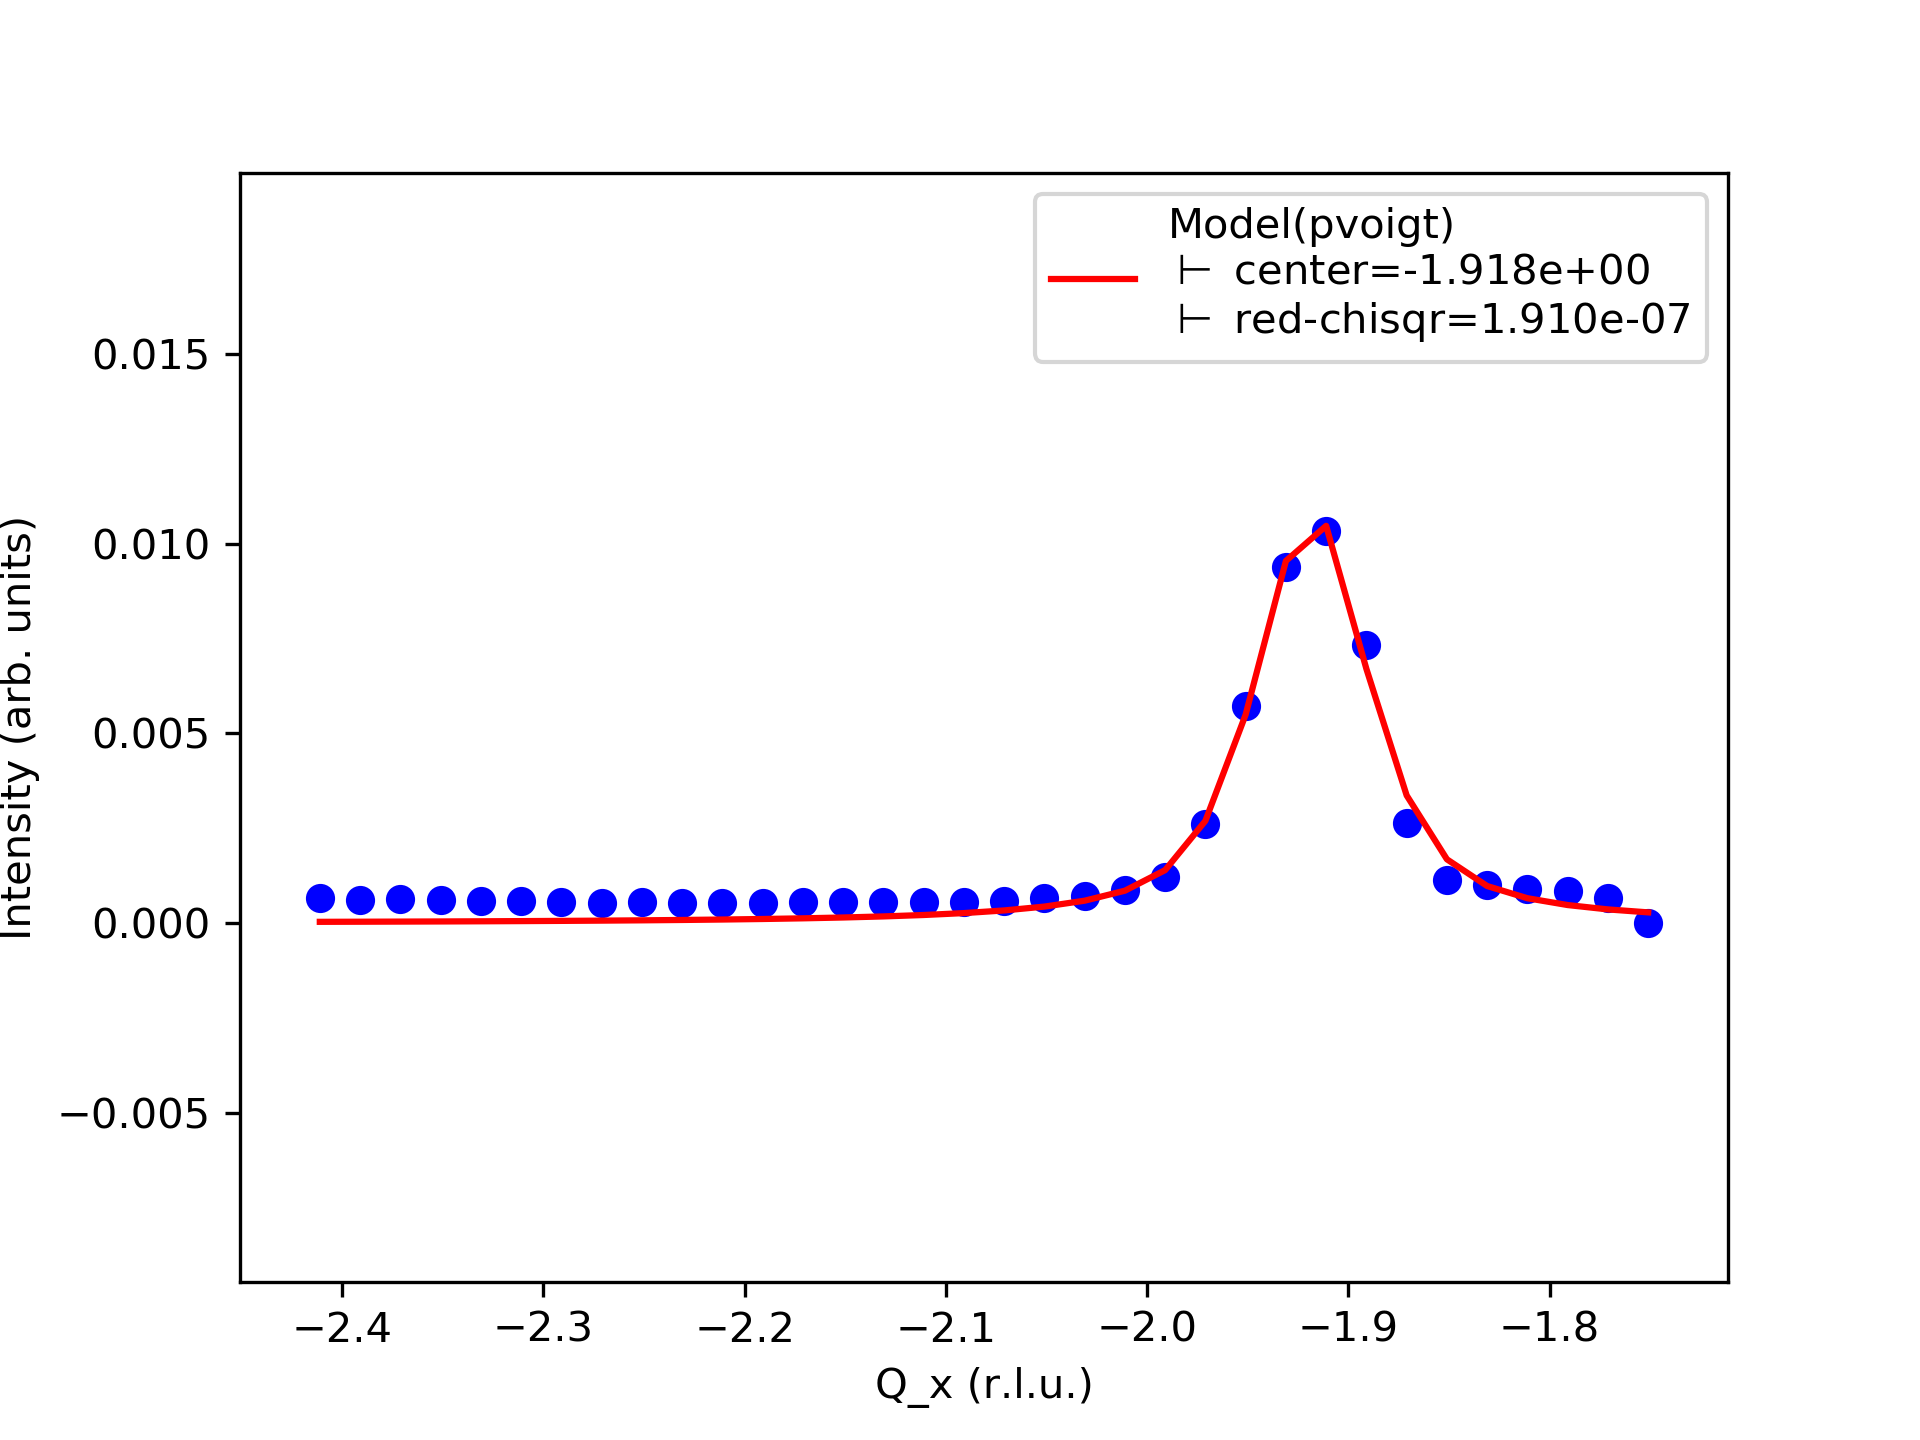 Model(pvoigt)
⊢ center=-1.918e+00
⊢ red-chisqr=1.910e-07
0.015
0.010
0.005
0.000
−0.005
Intensity (arb. units)
−2.4 −2.3 −2.2 −2.1 −2.0 −1.9 −1.8
Q_x (r.l.u.)